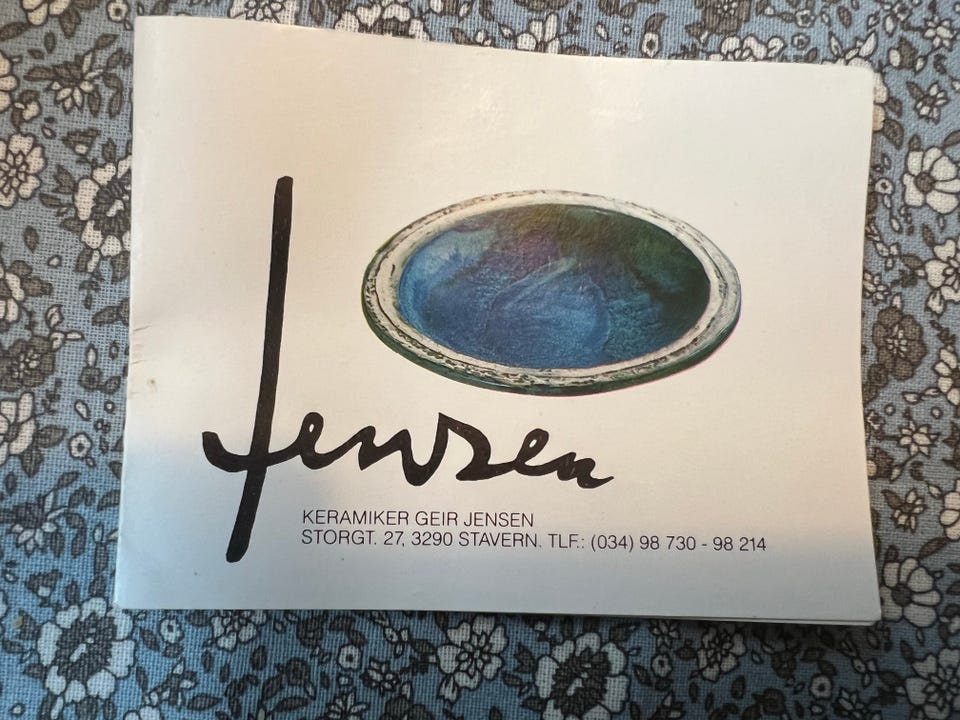 Jensen
KERAMIKER GEIR JENSEN
STORGT. 27, 3290 STAVERN. TLF.: (034) 98 730 - 98 214